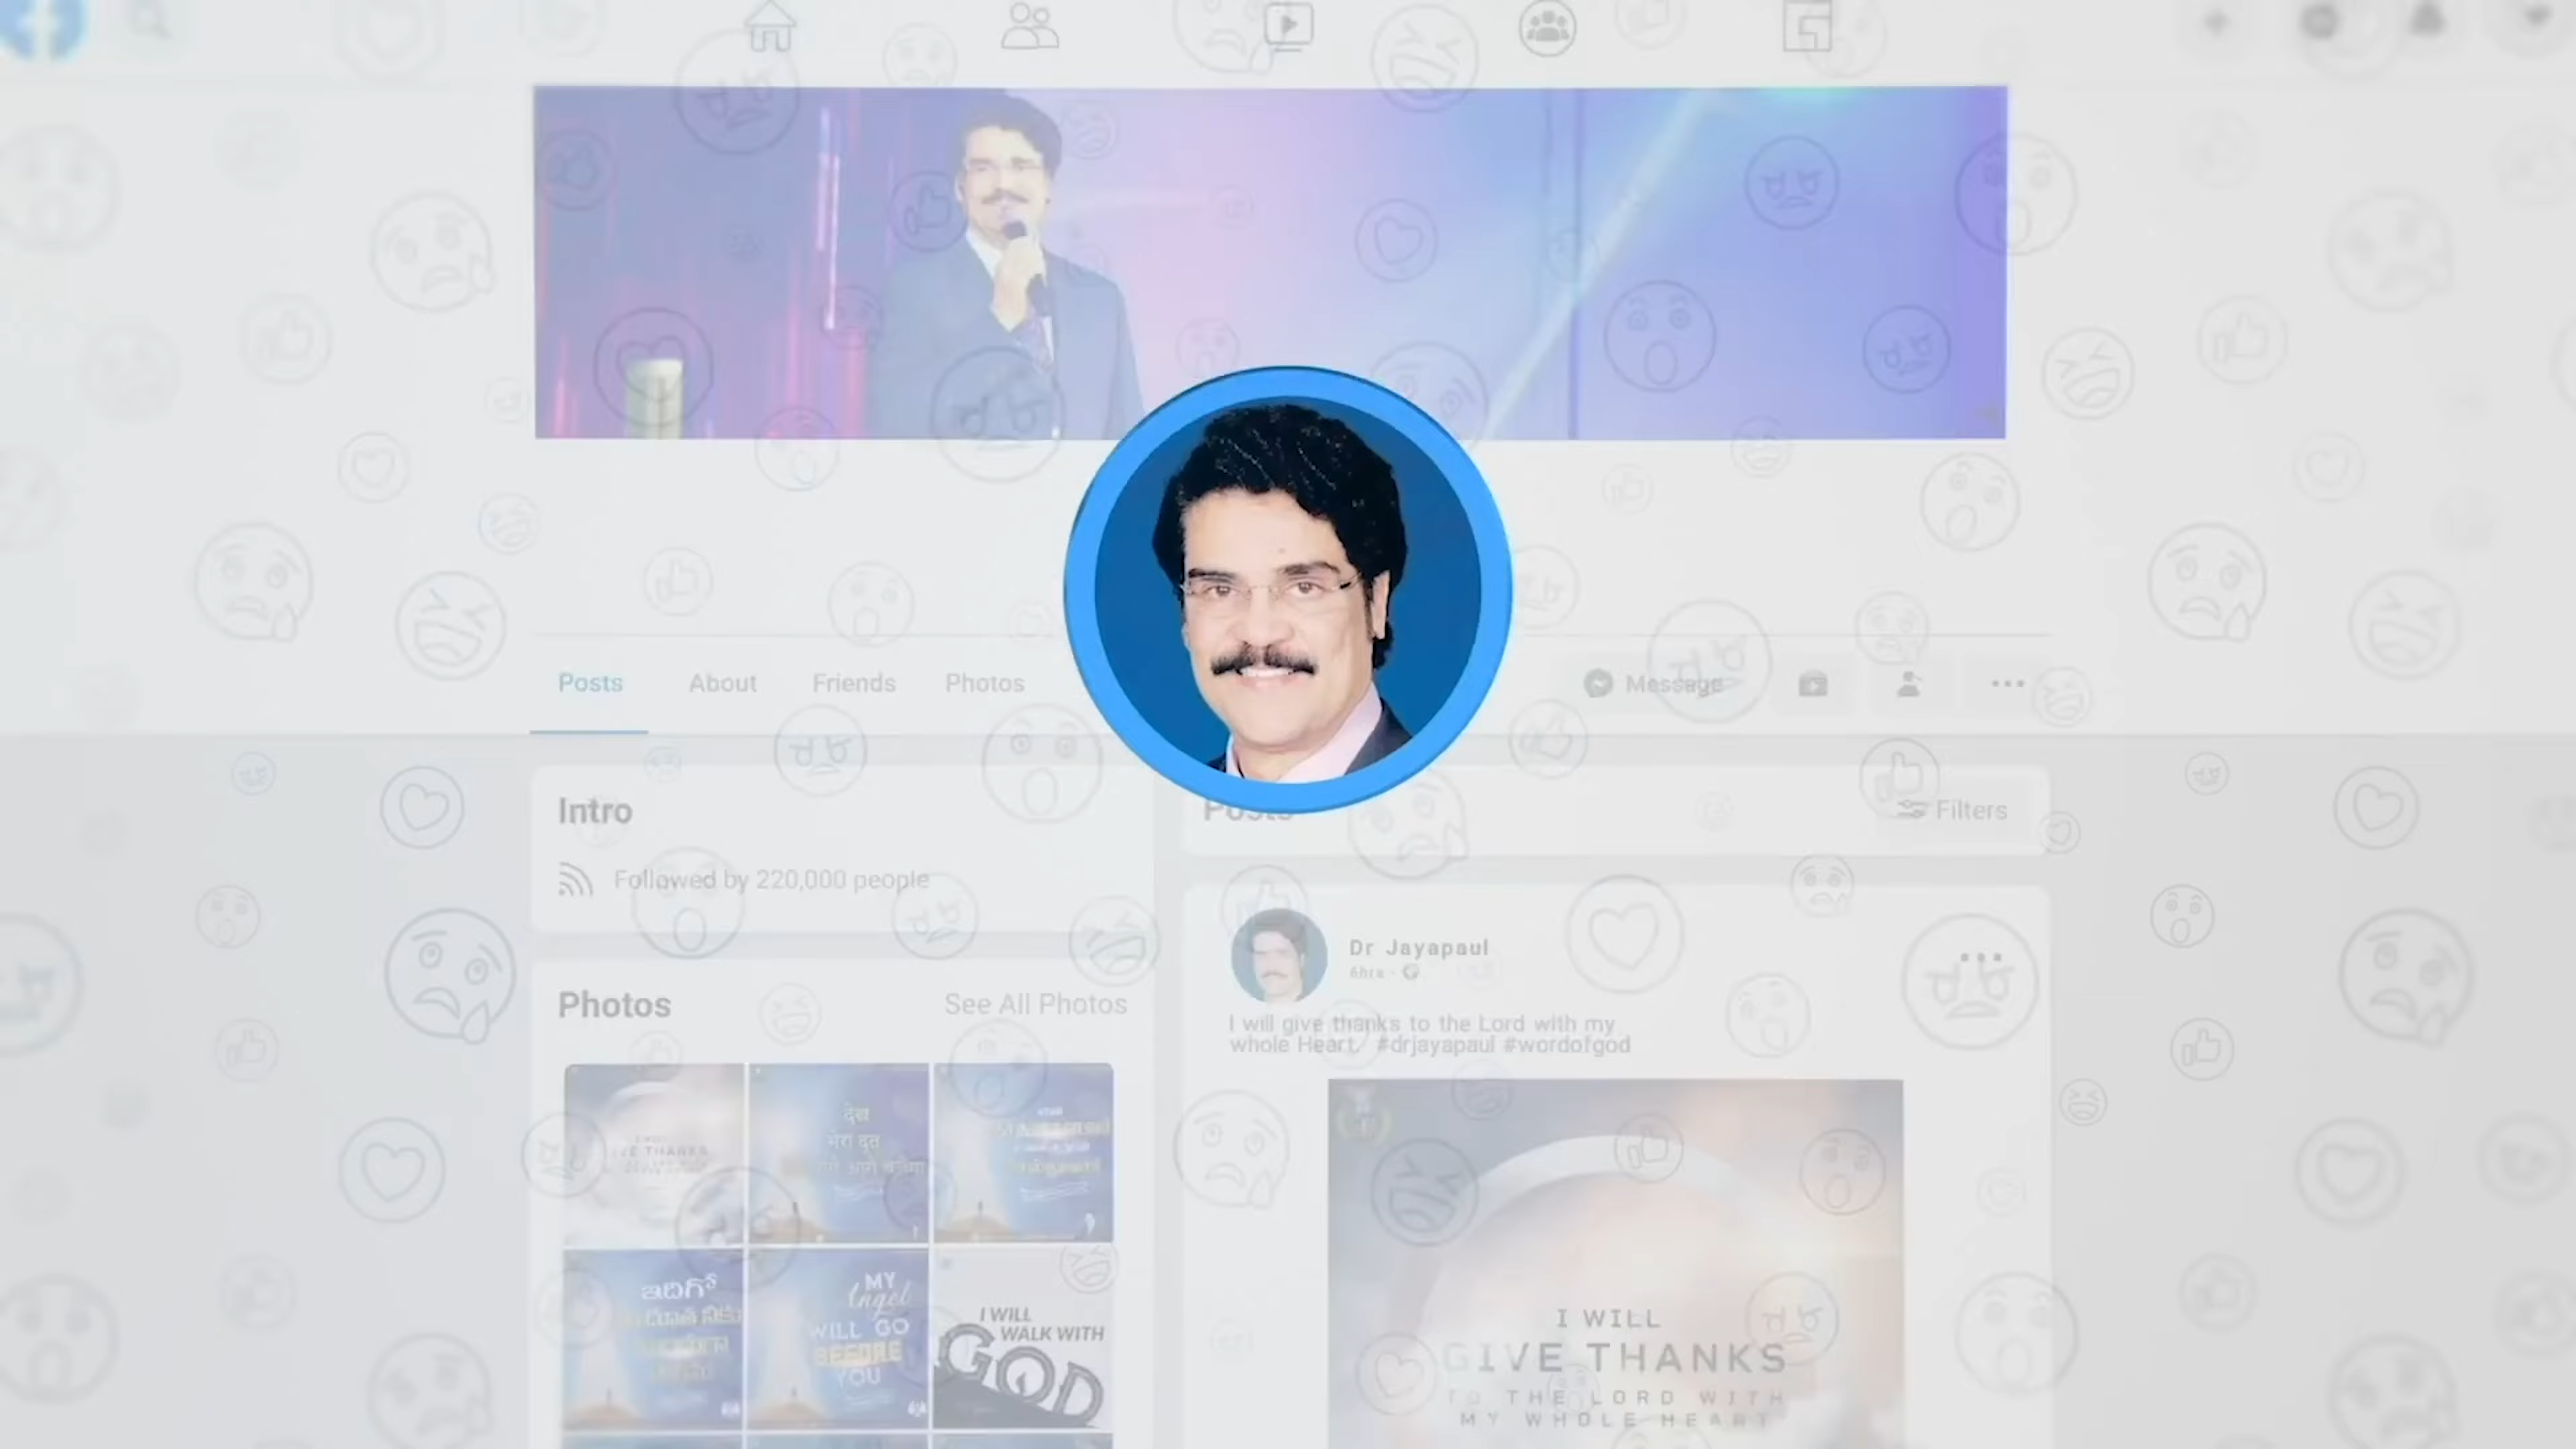 Posts
About
Friends
Photos
Message
Intro
Followed by 220,000 people
Photos
See All Photos
देख
मेरा दूत
ఇదిగో
MY
Angel
WILL GO
BEFORE
YOU
I WILL
WALK WITH
GOD
Posts
Filters
Dr Jayapaul
6hrs
I will give thanks to the Lord with my
whole Heart. #drjayapaul #wordofgod
I WILL
GIVE THANKS
TO THE LORD WITH
MY WHOLE HEART